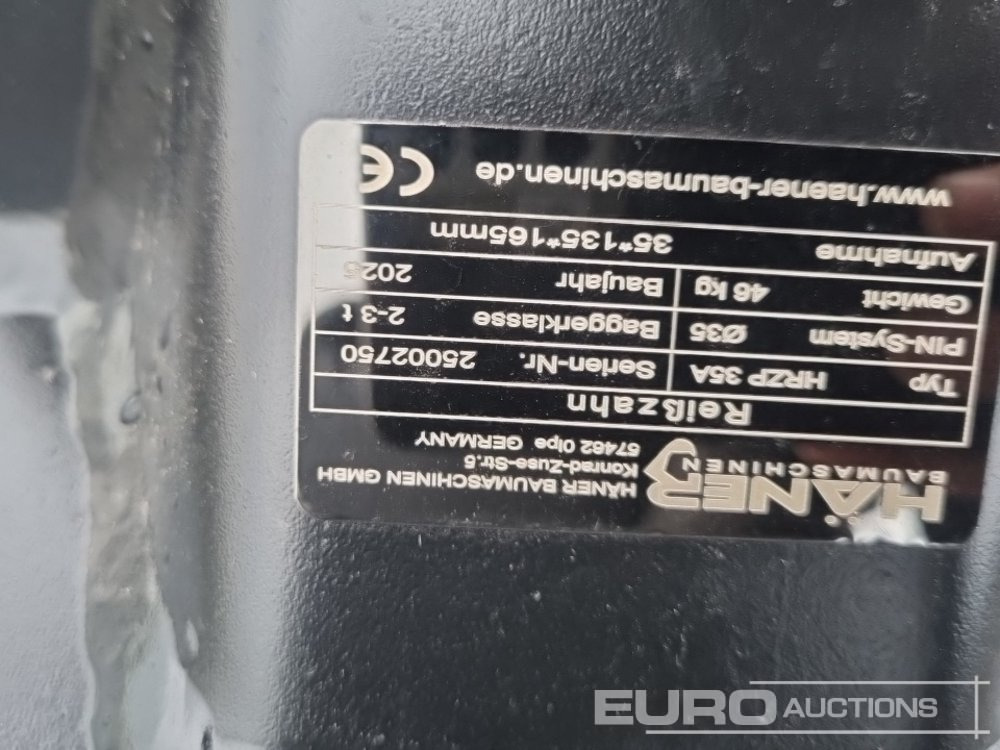 HÄNER
BAUMASCHINEN
HÄNER BAUMASCHINEN GMBH
Konrad-Zuse-Str.5
57462 Olpe GERMANY
Reißzahn
Typ HRZP 35A Serien-Nr. 25002750
PIN-System Ø35 Baggerklasse 2-3 t
Gewicht 46 kg Baujahr 2025
Aufnahme 35*135*165mm
www.haener-baumaschinen.de CE
EURO AUCTIONS